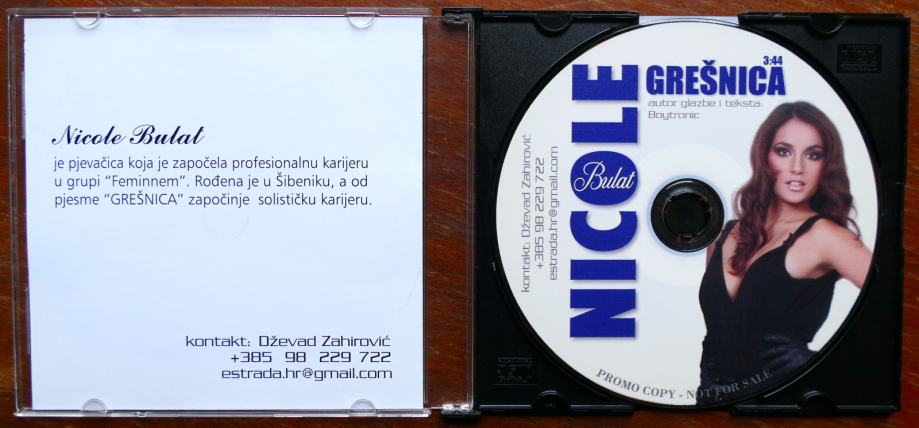 Nicole Bulat
je pjevačica koja je započela profesionalnu karijeru
u grupi "Feminnem". Rođena je u Šibeniku, a od
pjesme "GREŠNICA" započinje solističku karijeru.
kontakt: Dževad Zahirović
+385 98 229 722
estrada.hr@gmail.com
3:44
GREŠNICA
autor glazbe i teksta:
Boytronic
NICOLE
Bulat
kontakt: Dževad Zahirović
+385 98 229 722
estrada.hr@gmail.com
PROMO COPY - NOT FOR SALE